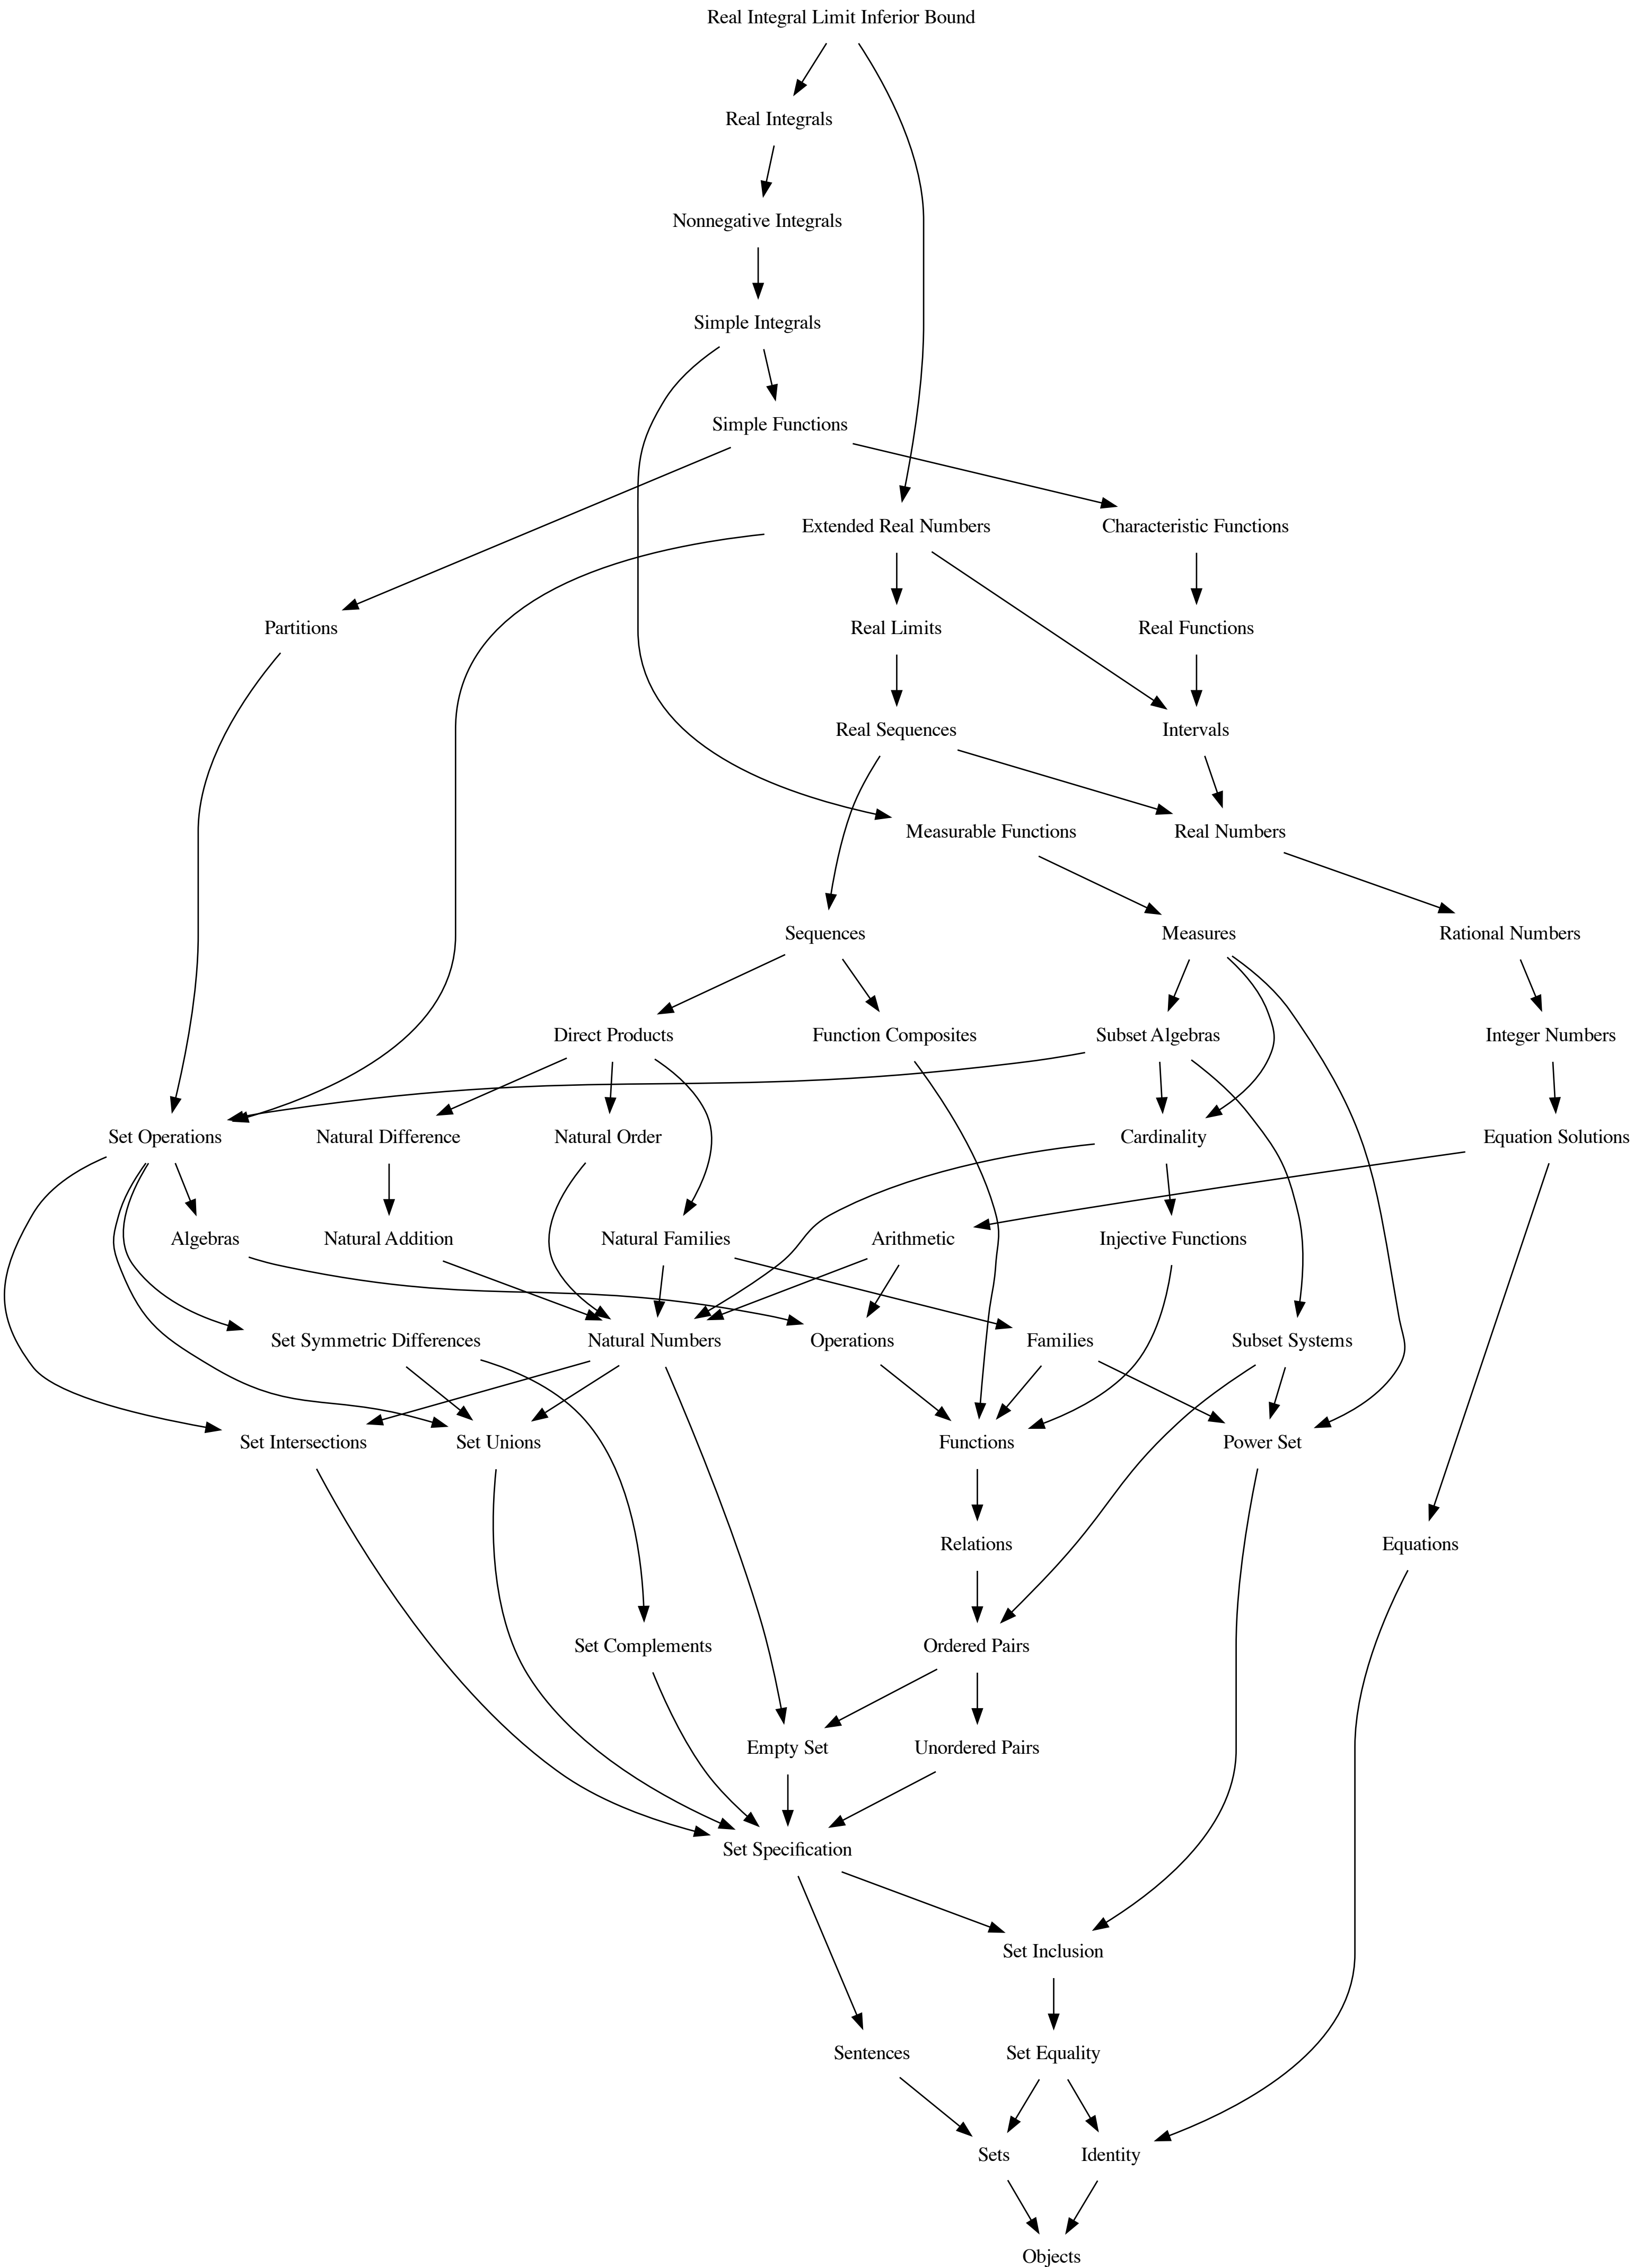 Real Integral Limit Inferior Bound
Real Integrals
Nonnegative Integrals
Simple Integrals
Simple Functions
Extended Real Numbers
Characteristic Functions
Partitions
Real Limits
Real Functions
Real Sequences
Intervals
Measurable Functions
Real Numbers
Sequences
Measures
Rational Numbers
Direct Products
Function Composites
Subset Algebras
Integer Numbers
Set Operations
Natural Difference
Natural Order
Cardinality
Equation Solutions
Algebras
Natural Addition
Natural Families
Arithmetic
Injective Functions
Set Symmetric Differences
Natural Numbers
Operations
Families
Subset Systems
Set Intersections
Set Unions
Functions
Power Set
Relations
Equations
Set Complements
Ordered Pairs
Empty Set
Unordered Pairs
Set Specification
Set Inclusion
Sentences
Set Equality
Sets
Identity
Objects